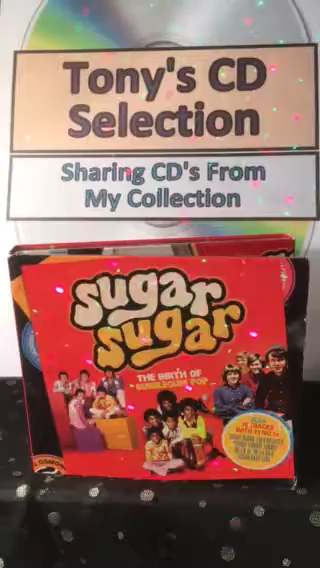 Tony's CD
Selection
Sharing CD's From
My Collection
sugar
sugar
THE BIRTH OF
BUBBLEGUM POP